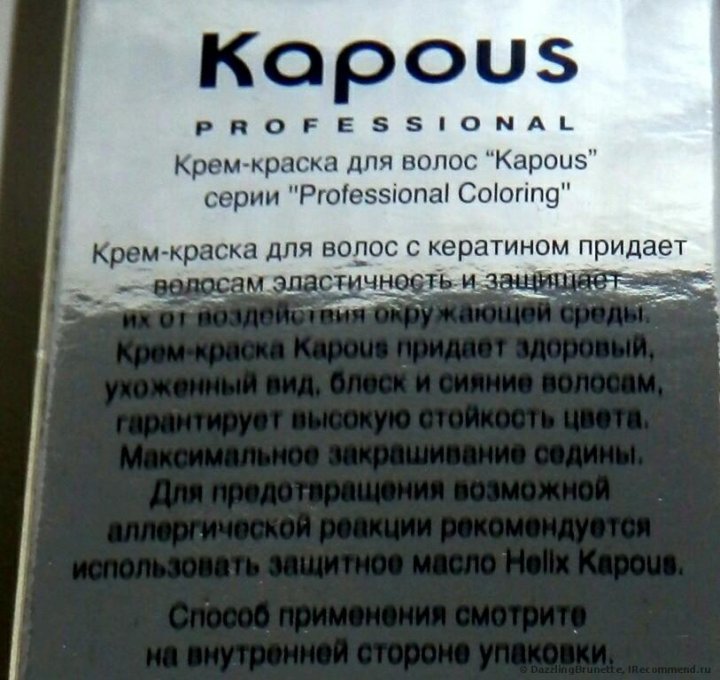 Kapous
PROFESSIONAL
Крем-краска для волос “Kapous”
серии "Professional Coloring"
Крем-краска для волос с кератином придает
волосам эластичность и защищает
их от воздействия окружающей среды.
Крем-краска Kapous придает здоровый,
ухоженный вид, блеск и сияние волосам,
гарантирует высокую стойкость цвета.
Максимальное закрашивание седины.
Для предотвращения возможной
аллергической реакции рекомендуется
использовать защитное масло Helix Kapous.
Способ применения смотрите
на внутренней стороне упаковки.
© DazzlingBrunette, IRecommend.ru